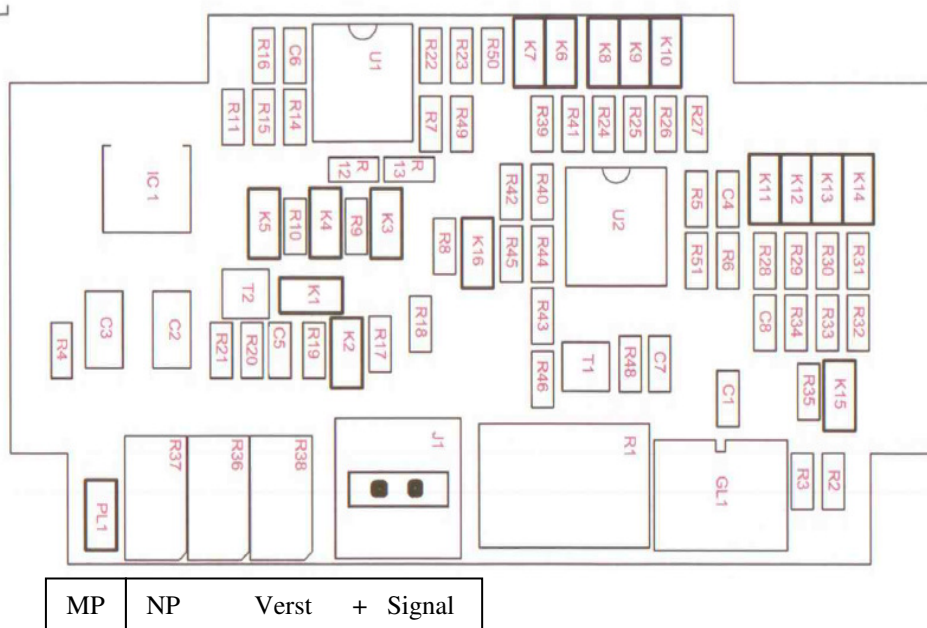 R16 C6 U1 R22 R23 R50 K7 K6 K8 K9 K10
R11 R15 R14 R7 R49 R39 R41 R24 R25 R26 R27
IC 1 R 12 R 13 R42 R40 U2 R5 C4 K11 K12 K13 K14
K5 R10 K4 R9 K3 R8 K16 R45 R44 R51 R6 R28 R29 R30 R31
T2 K1 R18 R43 C8 R34 R33 R32
R4 C3 C2 R21 R20 C5 R19 K2 R17 R46 T1 R48 C7 C1 R35 K15
R37 R36 R38 J1 R1 GL1 R3 R2
PL1
MP NP Verst + Signal